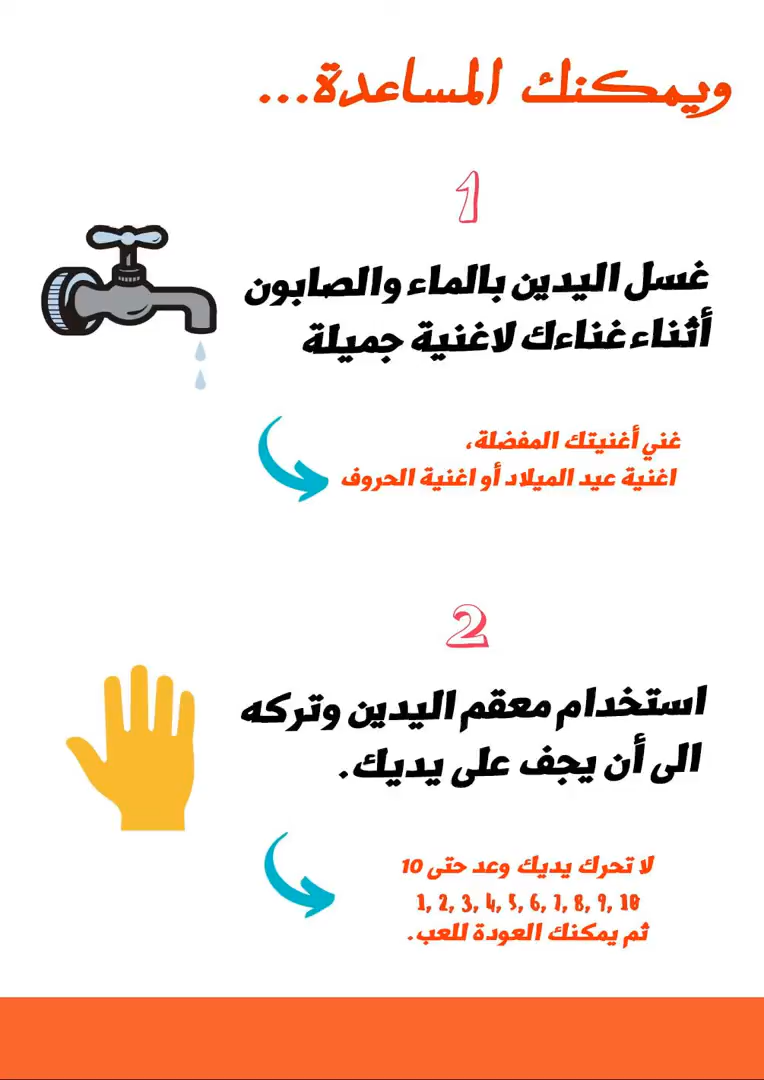 ويمكنك المساعدة...
1
غسل اليدين بالماء والصابون
أثناء غناءك لاغنية جميلة
غني أغنيتك المفضلة،
اغنية عيد الميلاد أو اغنية الحروف
2
استخدام معقم اليدين وتركه
الى أن يجف على يديك.
لا تحرك يديك وعد حتى 10
1, 2, 3, 4, 5, 6, 7, 8, 9, 10
ثم يمكنك العودة للعب.